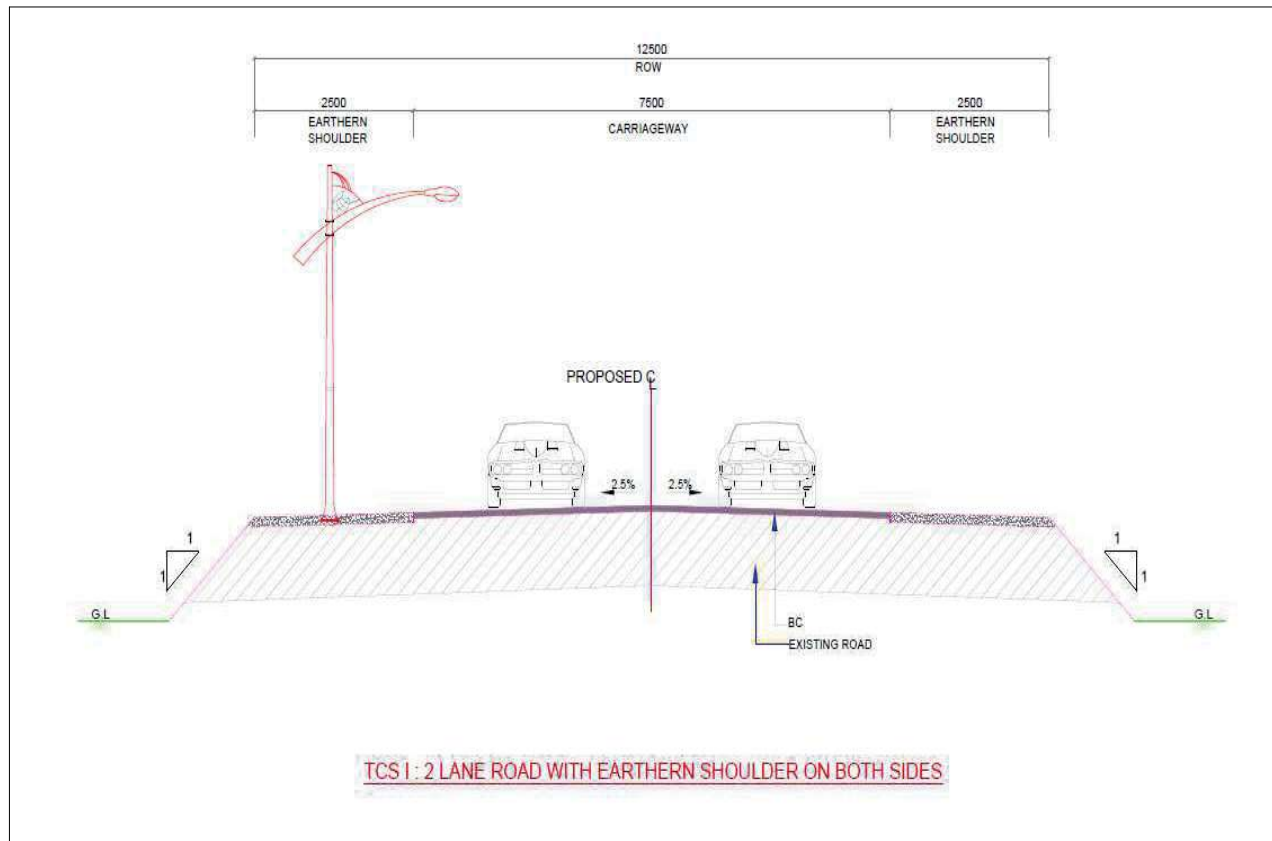 12500
ROW
2500
7500
2500
EARTHERN
SHOULDER
CARRIAGEWAY
EARTHERN
SHOULDER
PROPOSED CL
2.5%
2.5%
1
1
1
1
G.L
G.L
BC
EXISTING ROAD
TCS I : 2 LANE ROAD WITH EARTHERN SHOULDER ON BOTH SIDES